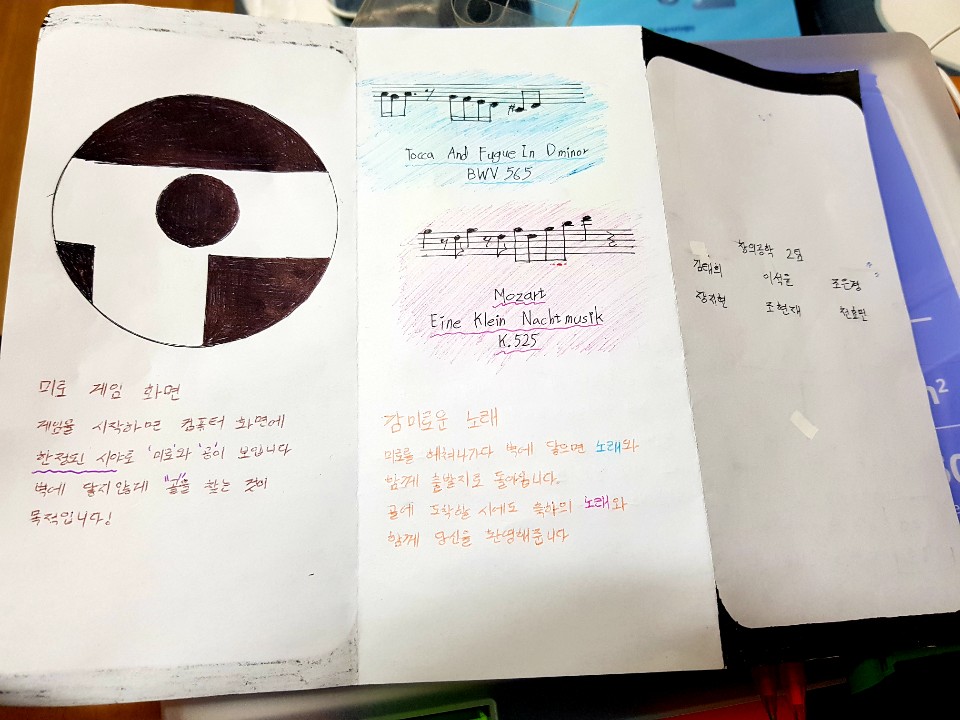 미로 게임 화면
게임을 시작하면 컴퓨터 화면에
한정된 시야로 '미로'와 '공'이 보입니다
벽에 닿지않게 "골"을 찾는 것이
목적입니다!
Tocca And Fugue In D minor
BWV 565
Mozart
Eine Klein Nachtmusik
K.525
감미로운 노래
미로를 헤쳐나가다 벽에 닿으면 노래와
함께 출발지로 돌아옵니다.
골에 도착할 시에도 축하의 노래와
함께 당신을 환영해줍니다
창의공학 2조
김태희 이석윤 조은경
장지현 조현재